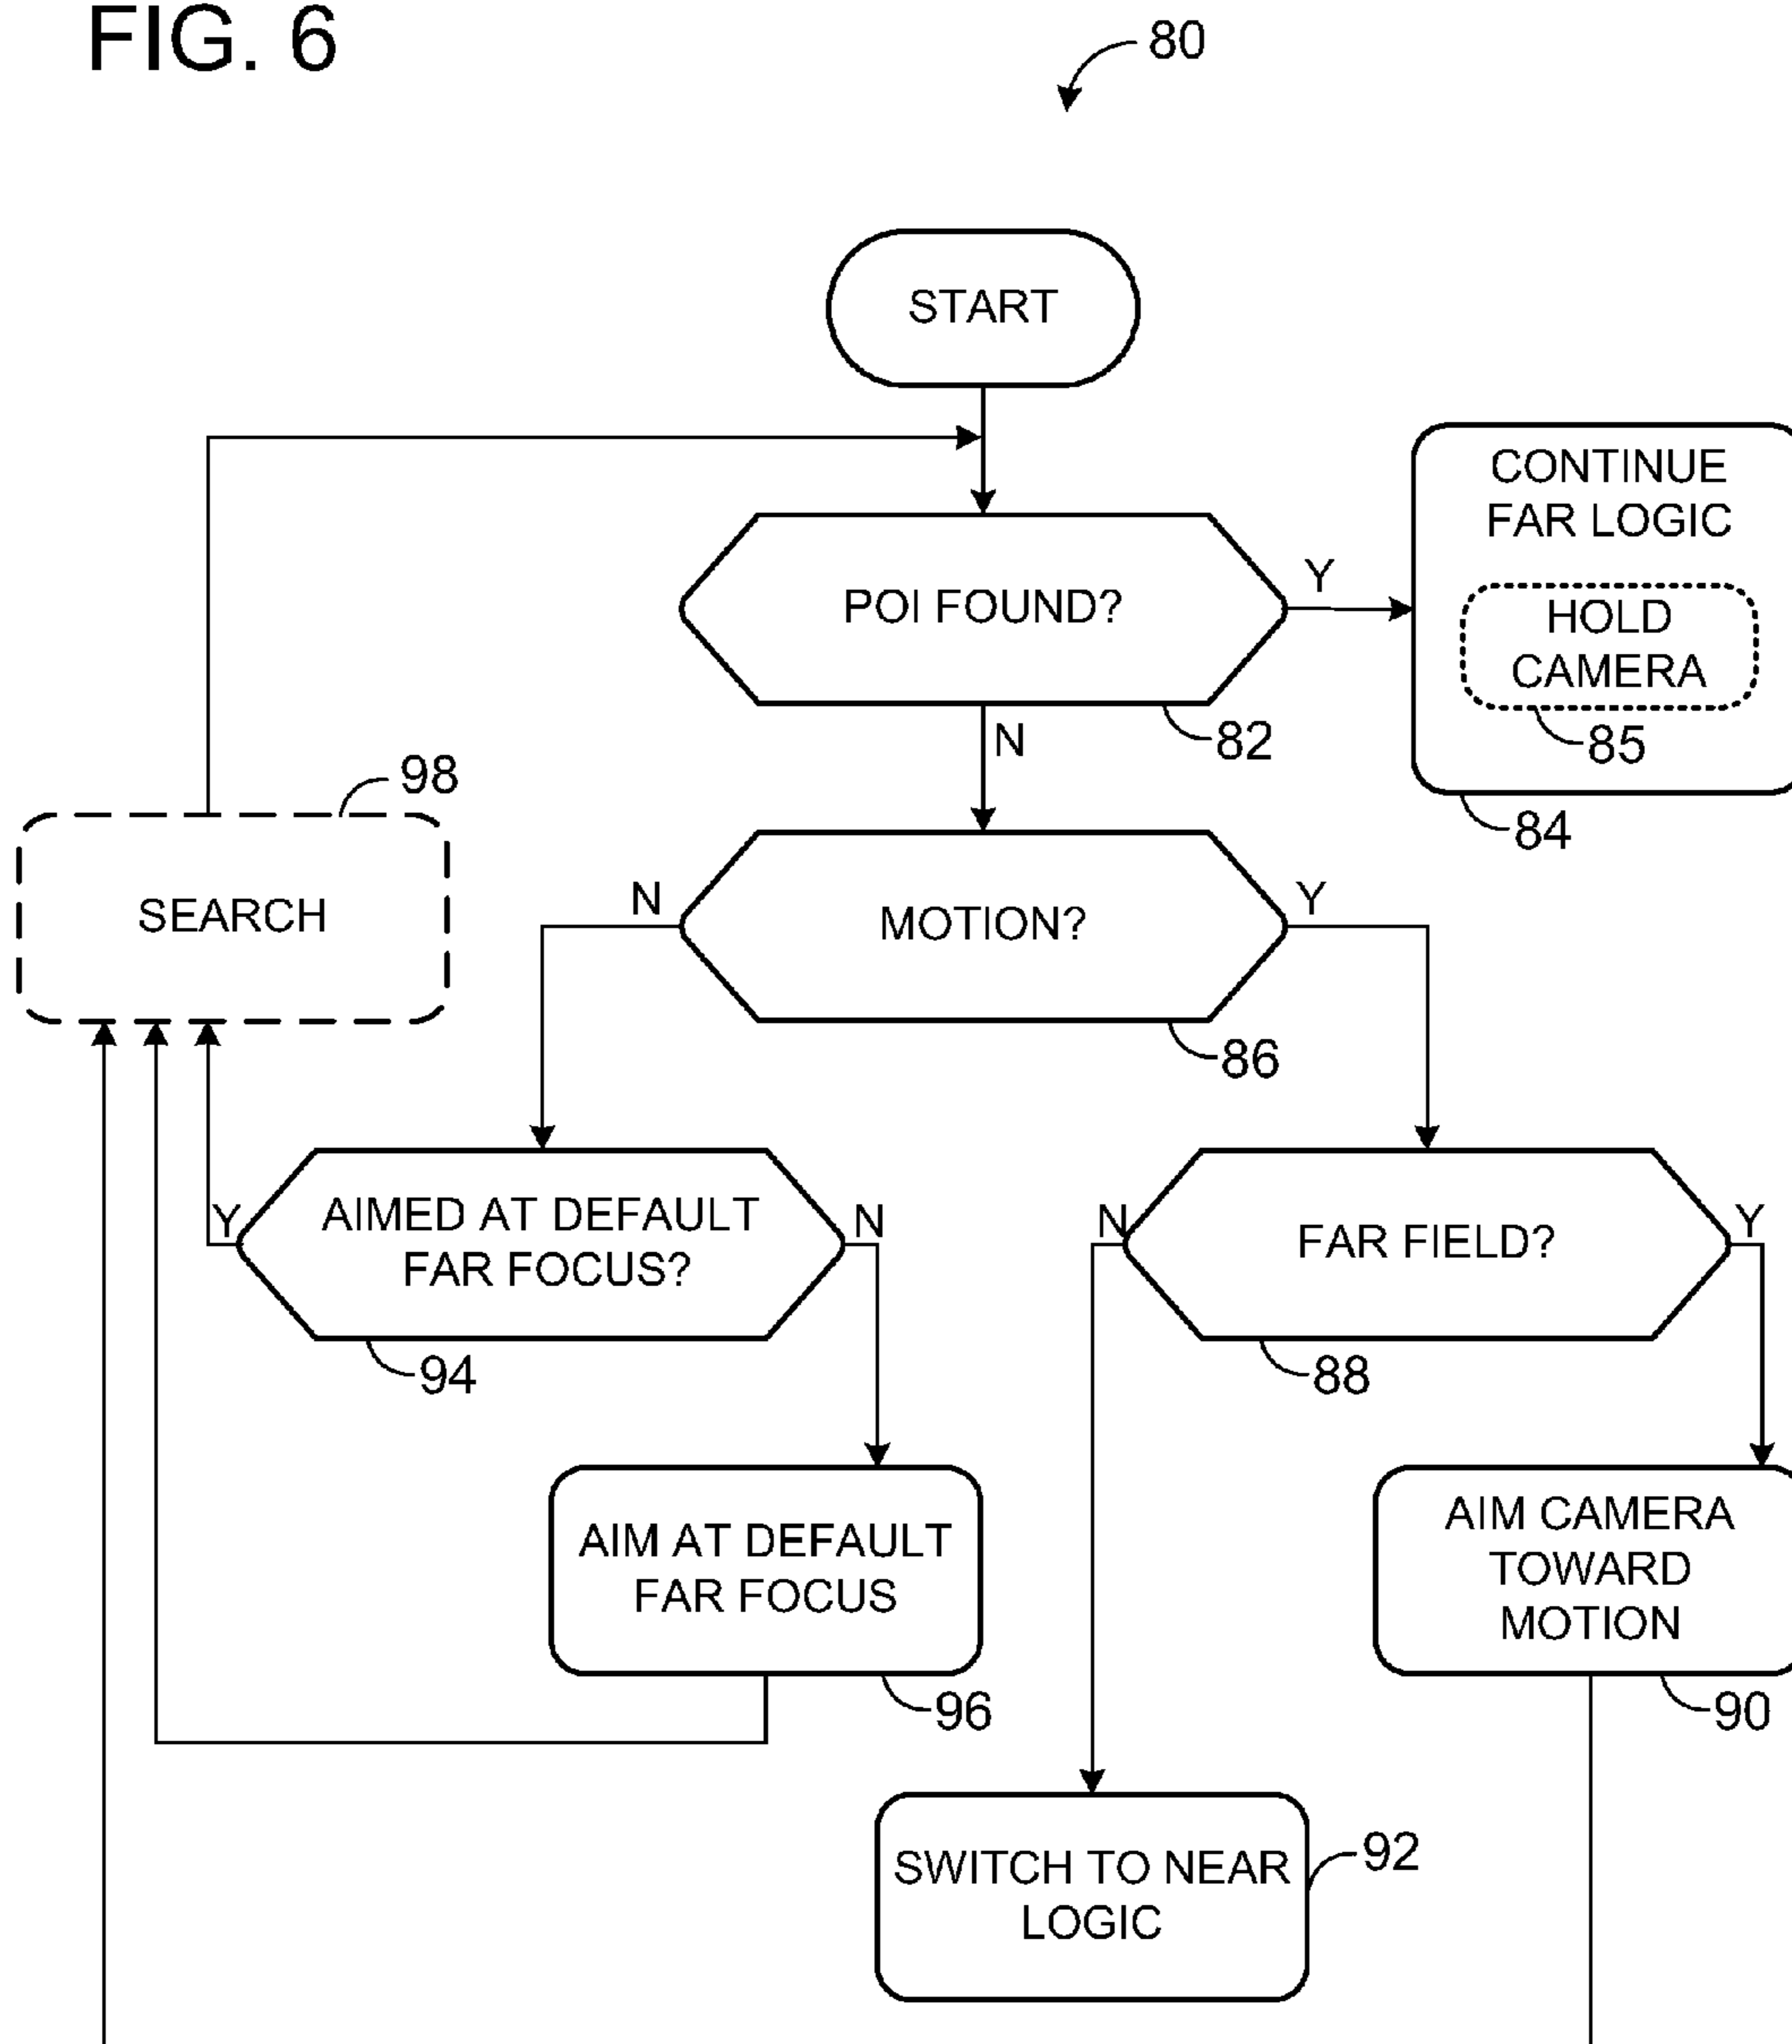 FIG. 6
80
START
CONTINUE
FAR LOGIC
POI FOUND?
Y
HOLD
CAMERA
N
82
85
98
84
SEARCH
N
MOTION?
Y
86
Y
AIMED AT DEFAULT
FAR FOCUS?
N
N
FAR FIELD?
Y
94
88
AIM AT DEFAULT
FAR FOCUS
AIM CAMERA
TOWARD
MOTION
96
90
SWITCH TO NEAR
LOGIC
92